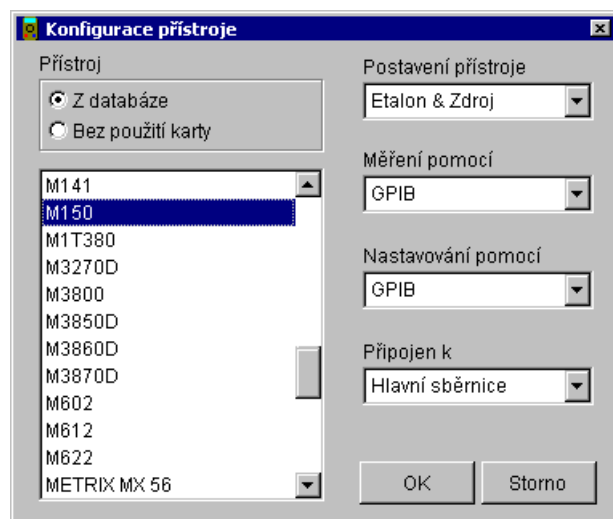 Konfigurace přístroje
Přístroj
Z databáze
Bez použití karty
M141
M150
M1T380
M3270D
M3800
M3850D
M3860D
M3870D
M602
M612
M622
METRIX MX 56
Postavení přístroje
Etalon & Zdroj
Měření pomocí
GPIB
Nastavování pomocí
GPIB
Připojen k
Hlavní sběrnice
OK
Storno